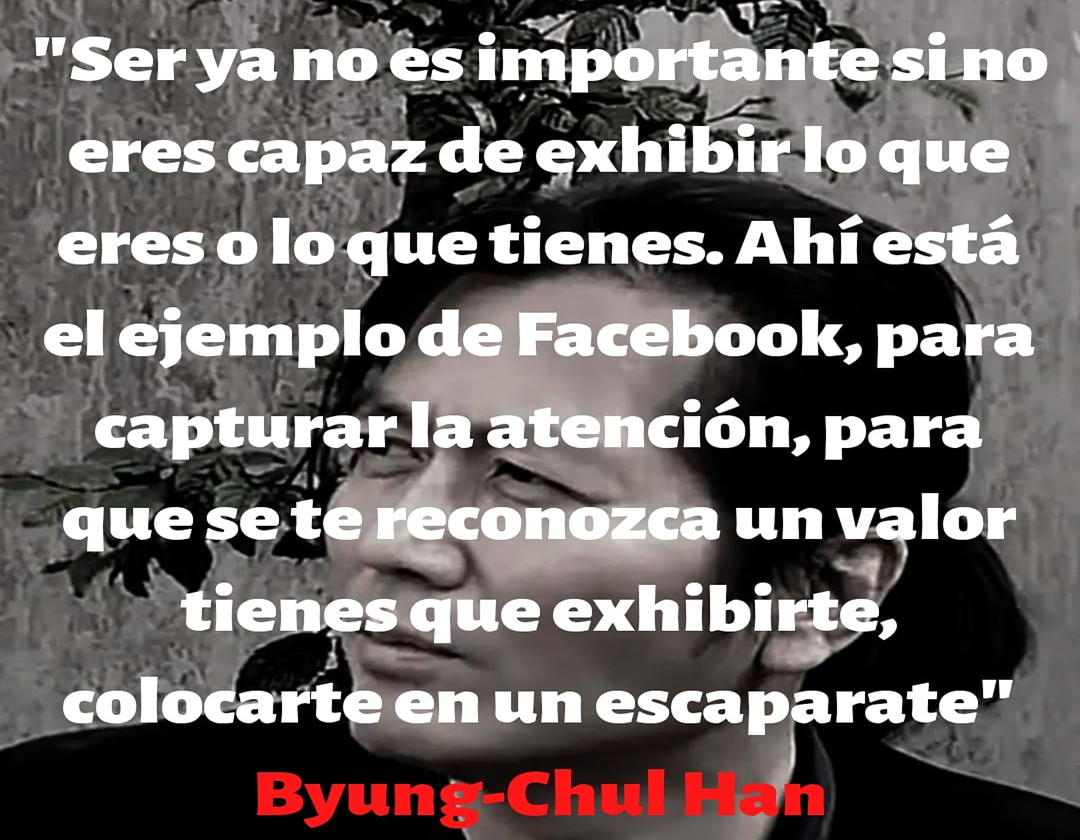 "Ser ya no es importante si no
eres capaz de exhibir lo que
eres o lo que tienes. Ahí está
el ejemplo de Facebook, para
capturar la atención, para
que se te reconozca un valor
tienes que exhibirte,
colocarte en un escaparate"
Byung-Chul Han